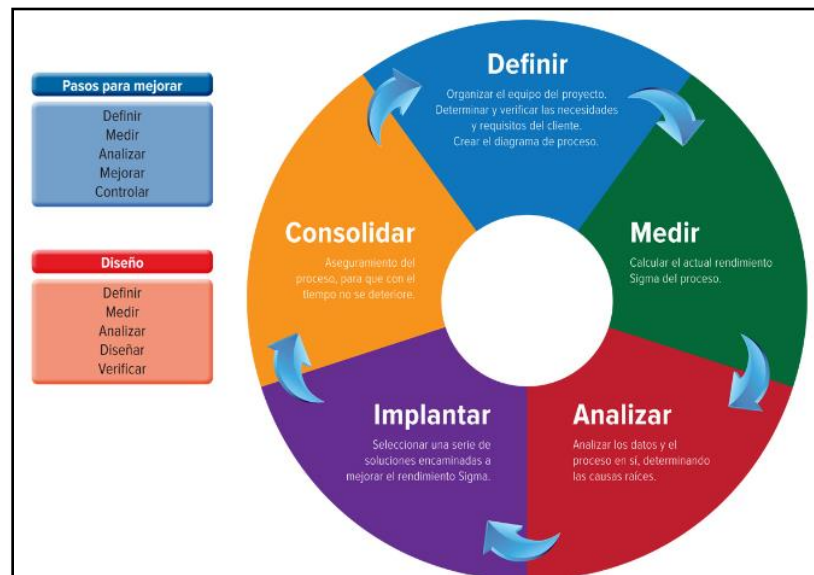 Pasos para mejorar
Definir
Medir
Analizar
Mejorar
Controlar
Diseño
Definir
Medir
Analizar
Diseñar
Verificar
Definir
Organizar el equipo del proyecto.
Determinar y verificar las necesidades
y requisitos del cliente.
Crear el diagrama de proceso.
Medir
Calcular el actual rendimiento
Sigma del proceso.
Analizar
Analizar los datos y el
proceso en sí, determinando
las causas raíces.
Implantar
Seleccionar una serie de
soluciones encaminadas a
mejorar el rendimiento Sigma.
Consolidar
Aseguramiento del
proceso, para que con el
tiempo no se deteriore.